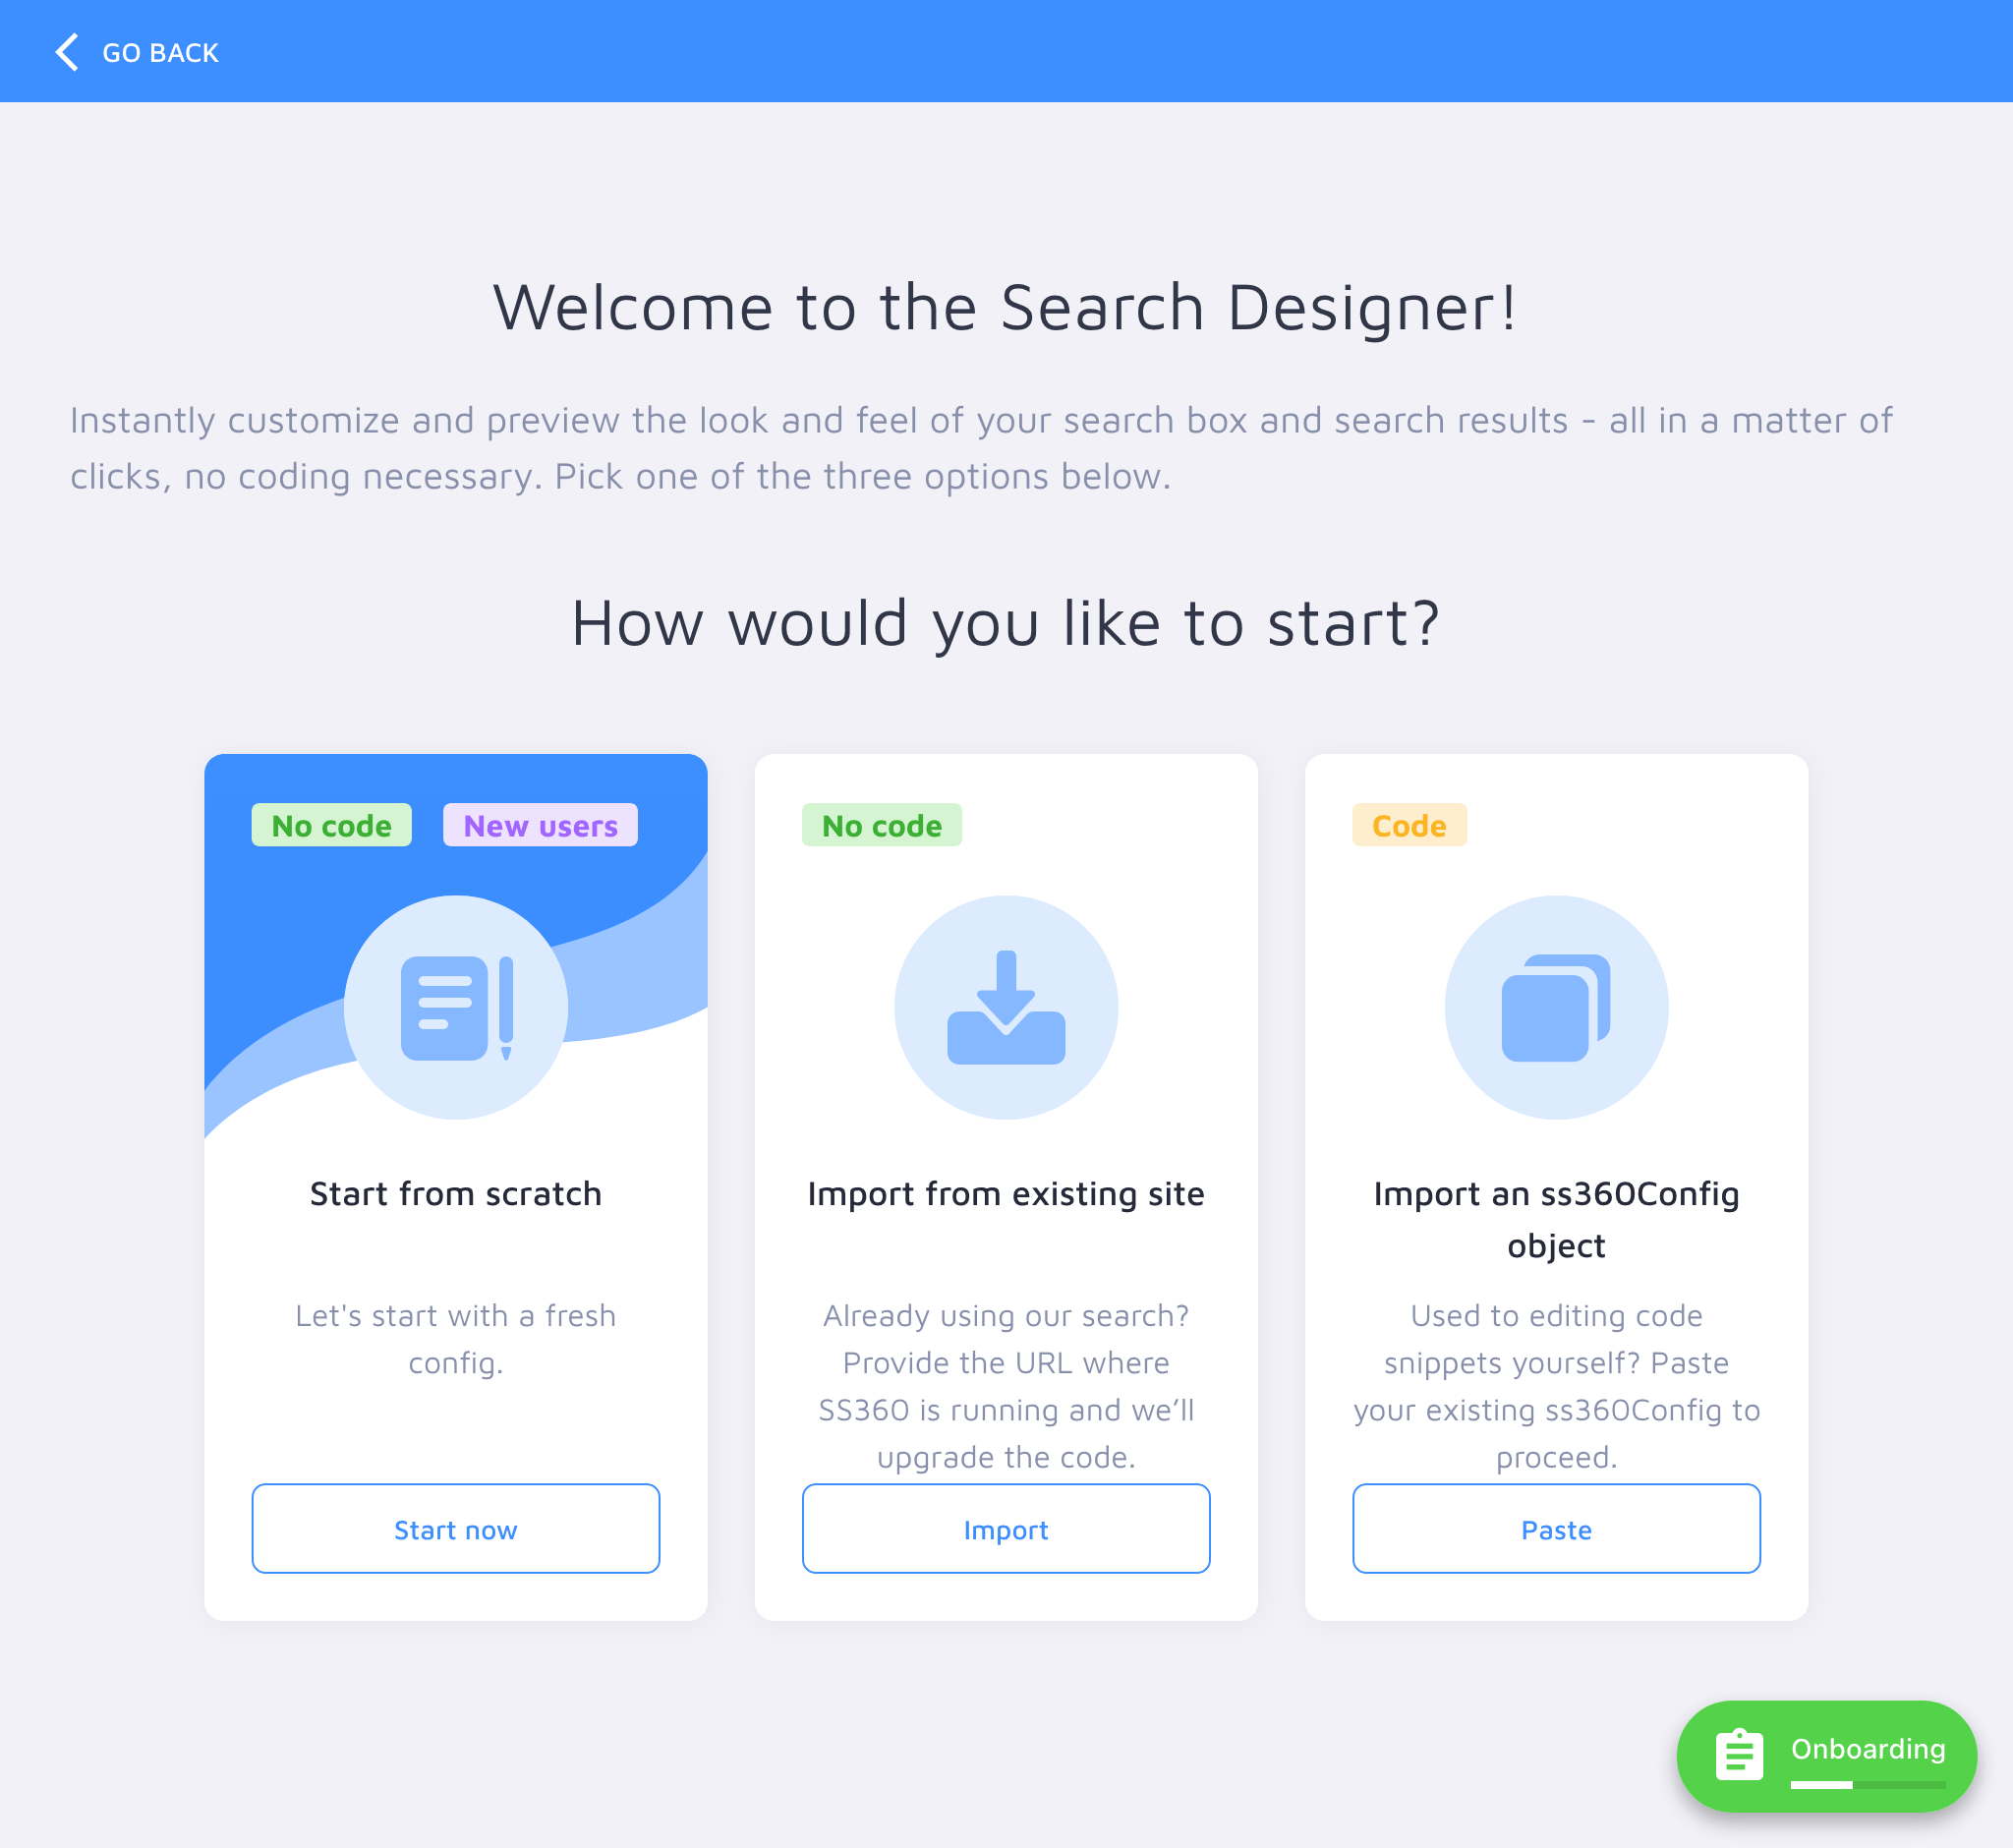 GO BACK
Welcome to the Search Designer!
Instantly customize and preview the look and feel of your search box and search results - all in a matter of
clicks, no coding necessary. Pick one of the three options below.
How would you like to start?
No code
New users
Start from scratch
Let's start with a fresh
config.
Start now
No code
Import from existing site
Already using our search?
Provide the URL where
SS360 is running and we’ll
upgrade the code.
Import
Code
Import an ss360Config
object
Used to editing code
snippets yourself? Paste
your existing ss360Config to
proceed.
Paste
Onboarding